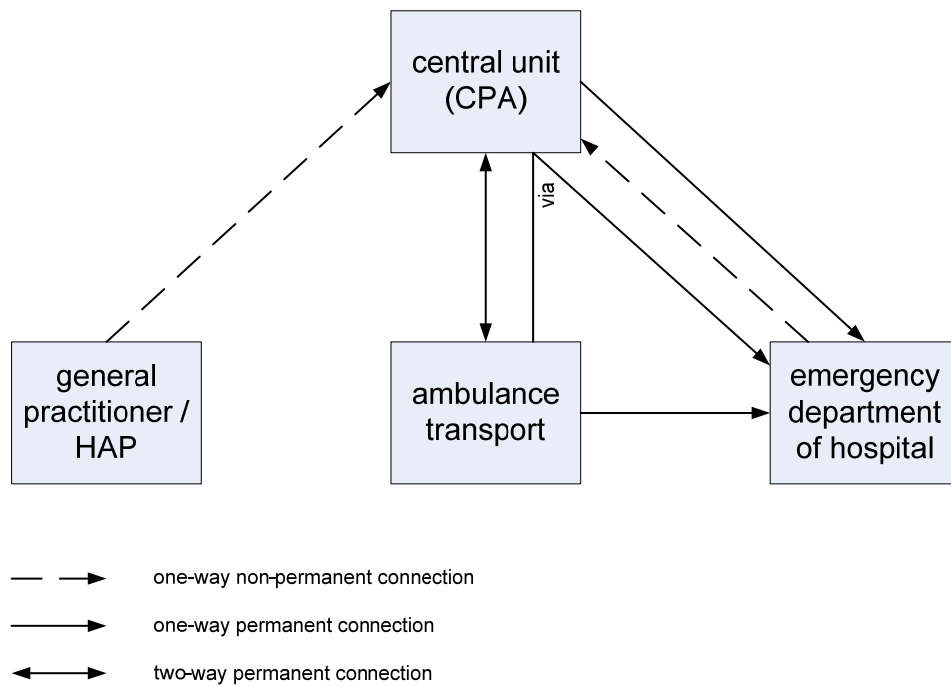 central unit
(CPA)
via
general
practitioner /
HAP
ambulance
transport
emergency
department
of hospital
one-way non-permanent connection
one-way permanent connection
two-way permanent connection